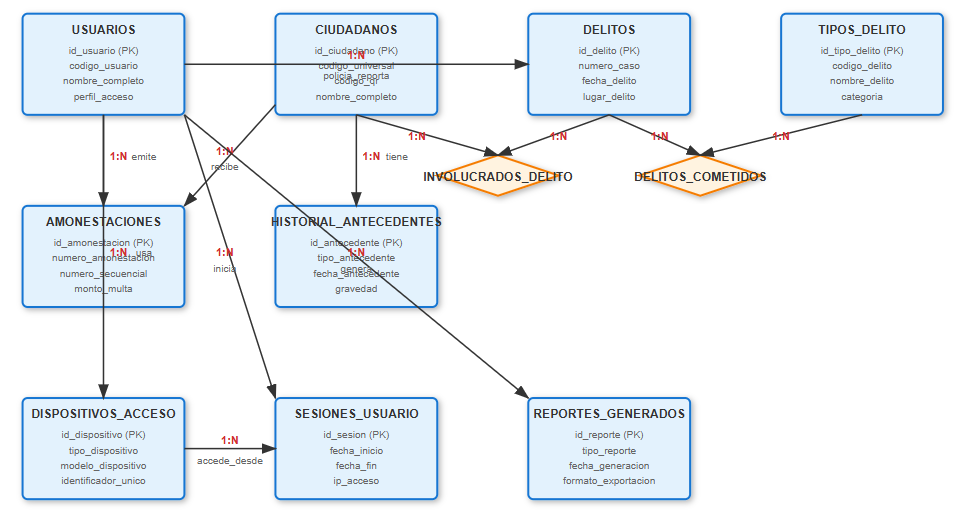 USUARIOS
id_usuario (PK)
codigo_usuario
nombre_completo
perfil_acceso
CIUDADANOS
id_ciudadano (PK)
codigo_universal
codigo_qr
nombre_completo
1:N
policia_reporta
DELITOS
id_delito (PK)
numero_caso
fecha_delito
lugar_delito
TIPOS_DELITO
id_tipo_delito (PK)
codigo_delito
nombre_delito
categoria
1:N
1:N
1:N
1:N
1:N emite
1:N
recibe
1:N tiene
INVOLUCRADOS_DELITO
DELITOS_COMETIDOS
AMONESTACIONES
id_amonestacion (PK)
numero_amonestacion
numero_secuencial
monto_multa
1:N usa
1:N
inicia
HISTORIAL_ANTECEDENTES
id_antecedente (PK)
tipo_antecedente
fecha_antecedente
gravedad
1:N
genera
DISPOSITIVOS_ACCESO
id_dispositivo (PK)
tipo_dispositivo
modelo_dispositivo
identificador_unico
1:N
accede_desde
SESIONES_USUARIO
id_sesion (PK)
fecha_inicio
fecha_fin
ip_acceso
REPORTES_GENERADOS
id_reporte (PK)
tipo_reporte
fecha_generacion
formato_exportacion